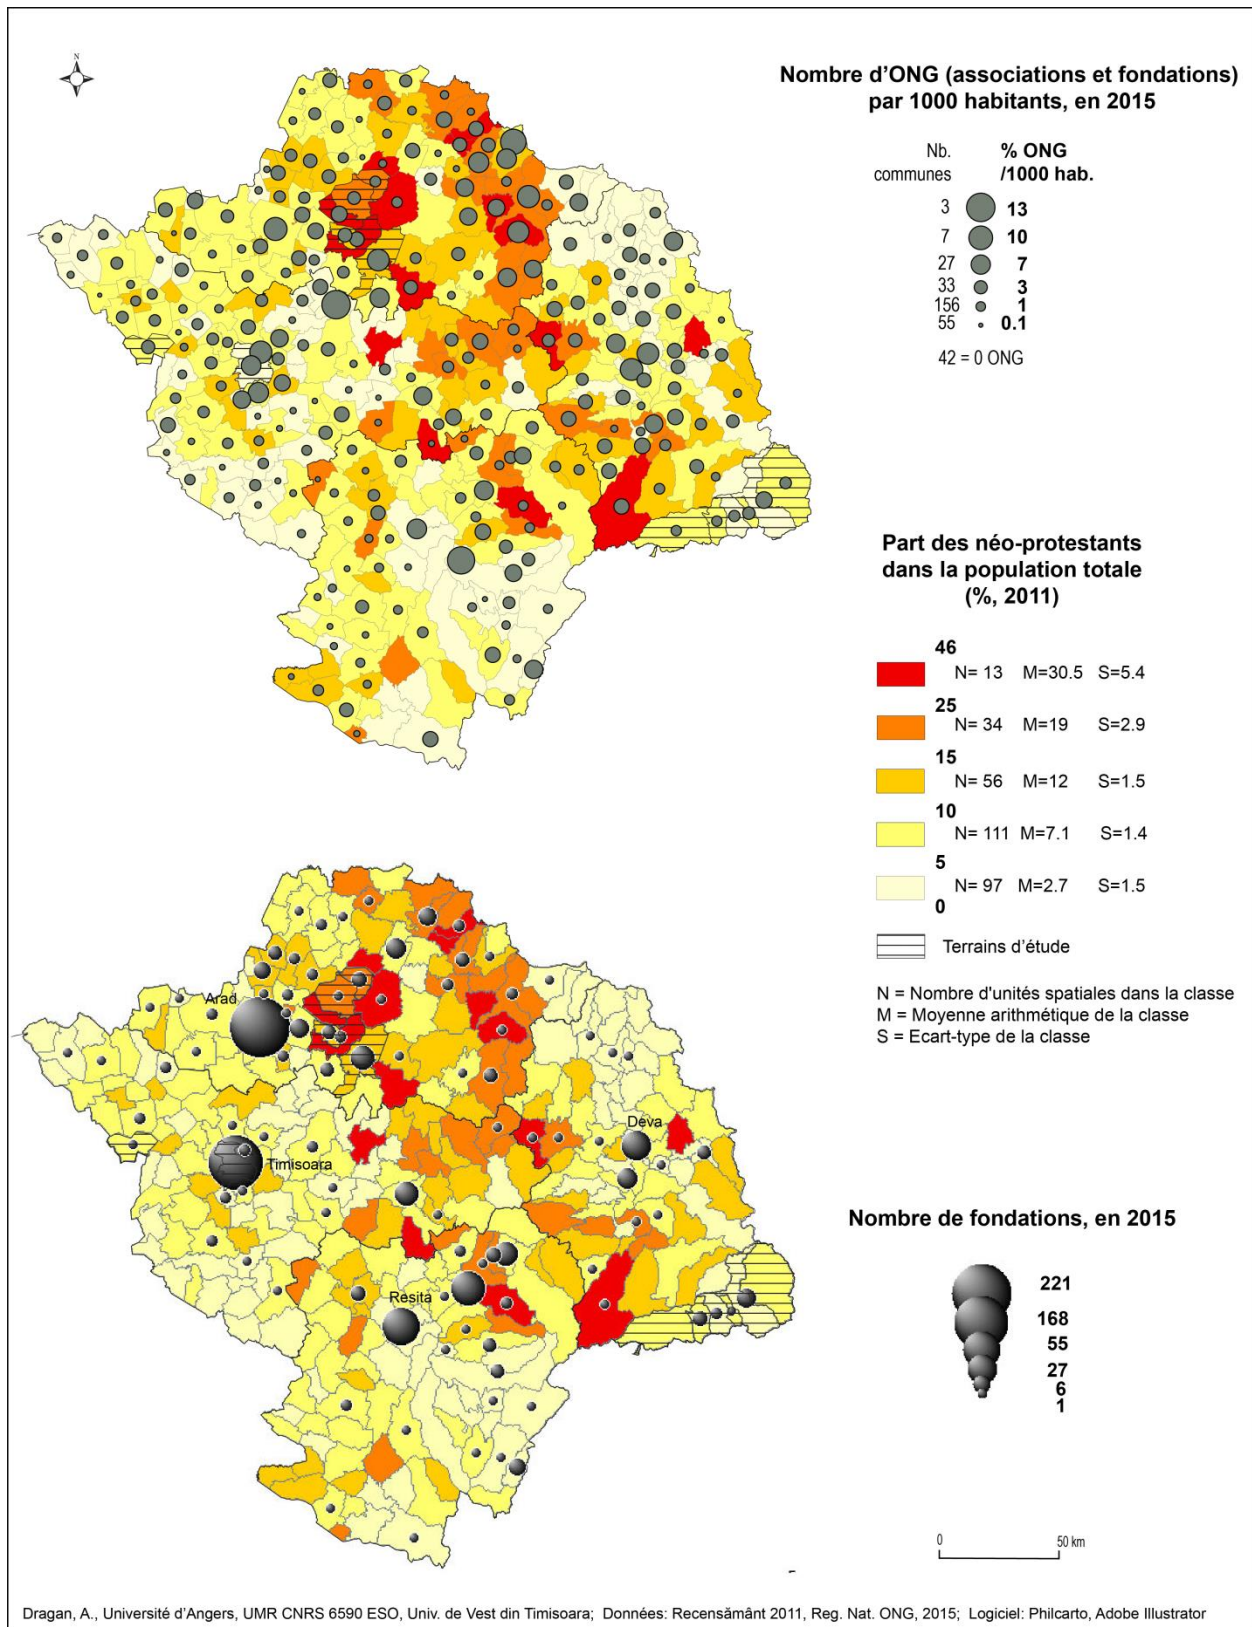 N
Nombre d'ONG (associations et fondations)
par 1000 habitants, en 2015
Nb.
communes
% ONG
/1000 hab.
3 13
7 10
27 7
33 3
156 1
55 0.1
42 = 0 ONG
Part des néo-protestants
dans la population totale
(%, 2011)
46
N= 13 M=30.5 S=5.4
25
N= 34 M=19 S=2.9
15
N= 56 M=12 S=1.5
10
N= 111 M=7.1 S=1.4
5
N= 97 M=2.7 S=1.5
0
Terrains d'étude
N = Nombre d'unités spatiales dans la classe
M = Moyenne arithmétique de la classe
S = Ecart-type de la classe
Arad
Deva
Timisoara
Resita
Nombre de fondations, en 2015
221
168
55
27
6
1
0 50 km
Dragan, A., Université d'Angers, UMR CNRS 6590 ESO, Univ. de Vest din Timisoara; Données: Recensământ 2011, Reg. Nat. ONG, 2015; Logiciel: Philcarto, Adobe Illustrator